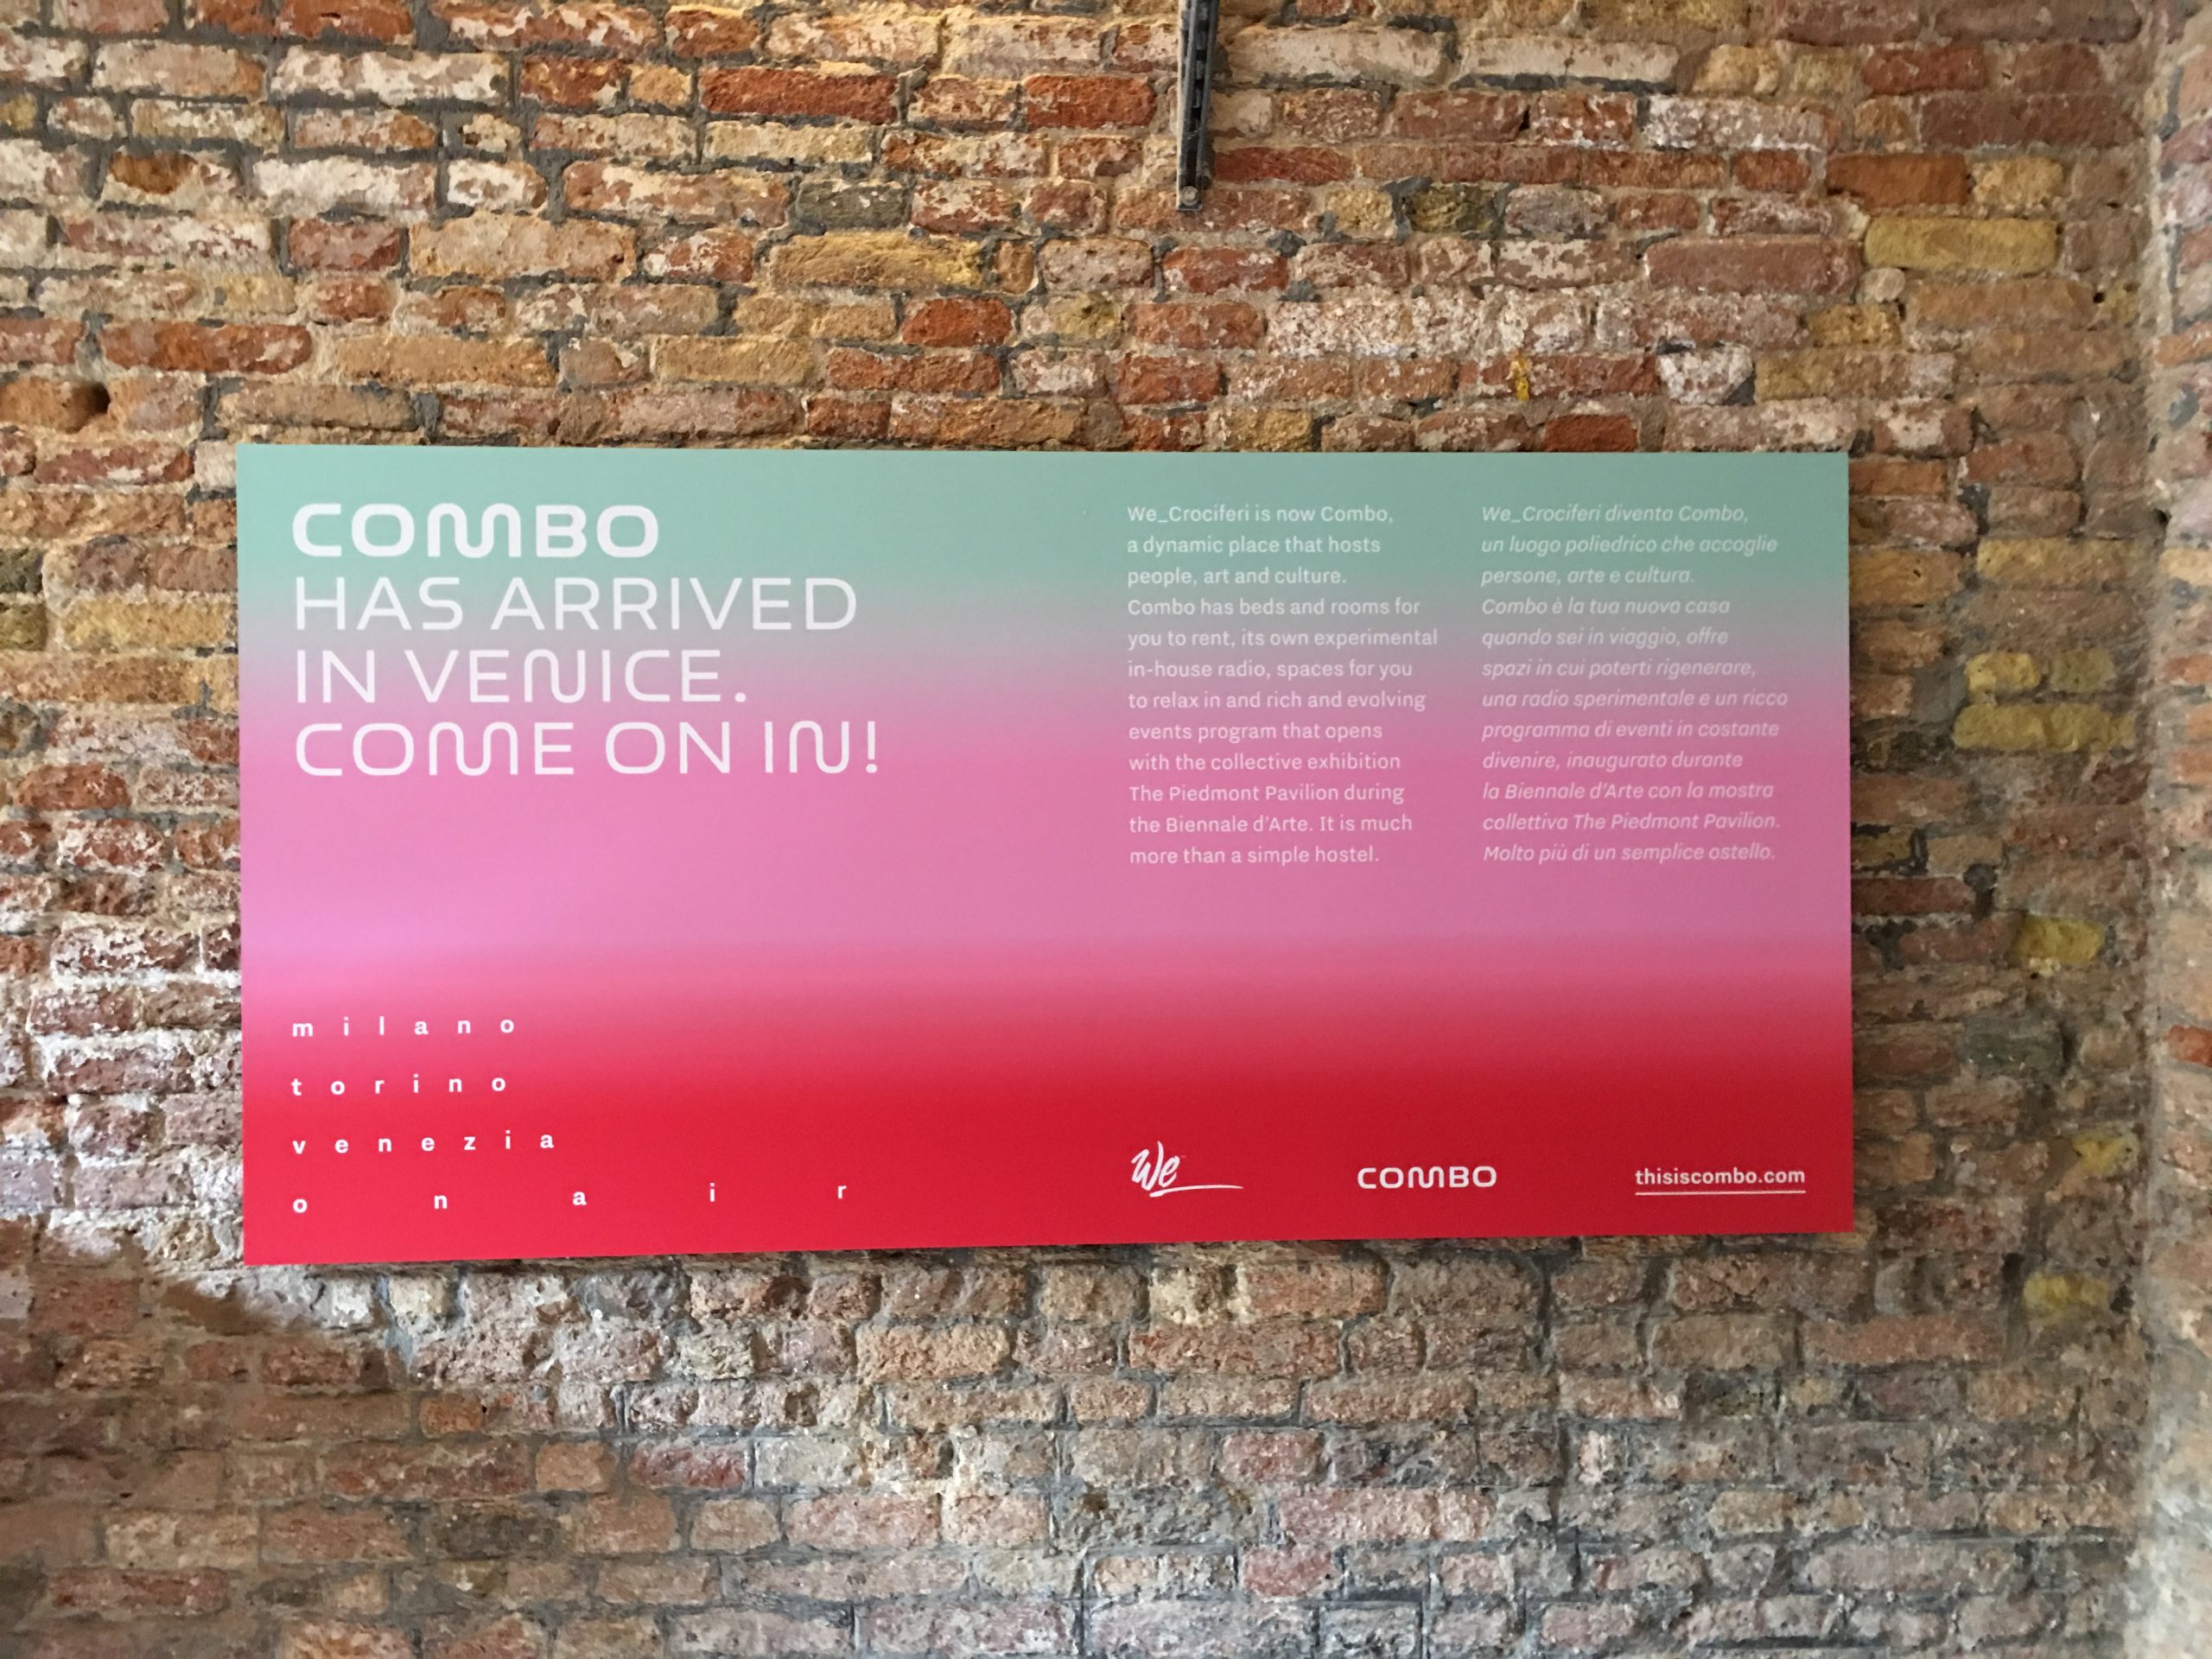 COMBO
HAS ARRIVED
IN VENICE.
COME ON IN!
We_Crociferi is now Combo,
a dynamic place that hosts
people, art and culture.
Combo has beds and rooms for
you to rent, its own experimental
in-house radio, spaces for you
to relax in and rich and evolving
events program that opens
with the collective exhibition
The Piedmont Pavilion during
the Biennale d'Arte. It is much
more than a simple hostel.
We_Crociferi diventa Combo,
un luogo poliedrico che accoglie
persone, arte e cultura.
Combo è la tua nuova casa
quando sei in viaggio, offre
spazi in cui poterti rigenerare,
una radio sperimentale e un ricco
programma di eventi in costante
divenire, inaugurato durante
la Biennale d'Arte con la mostra
collettiva The Piedmont Pavilion.
Molto più di un semplice ostello.
milano
torino
venezia
on air
We_
COMBO
thisiscombo.com